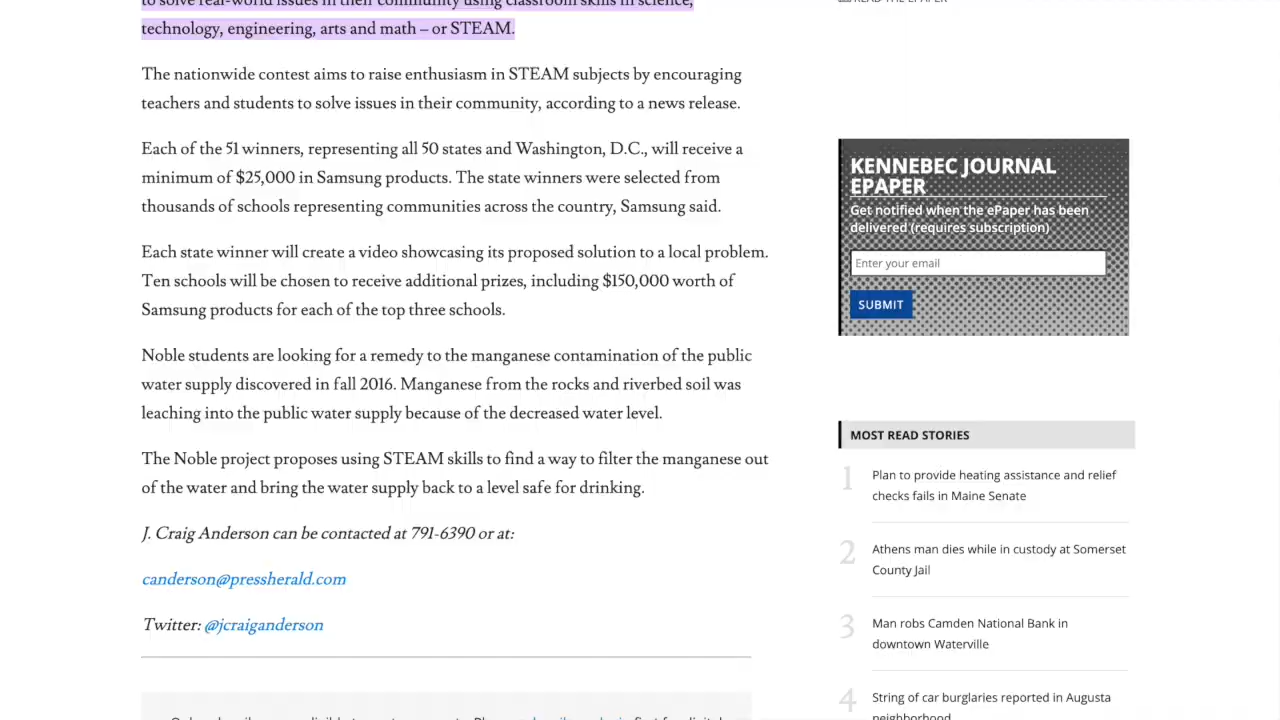 to solve real-world issues in their community using classroom skills in science,
technology, engineering, arts and math – or STEAM.
The nationwide contest aims to raise enthusiasm in STEAM subjects by encouraging
teachers and students to solve issues in their community, according to a news release.
Each of the 51 winners, representing all 50 states and Washington, D.C., will receive a
minimum of $25,000 in Samsung products. The state winners were selected from
thousands of schools representing communities across the country, Samsung said.
Each state winner will create a video showcasing its proposed solution to a local problem.
Ten schools will be chosen to receive additional prizes, including $150,000 worth of
Samsung products for each of the top three schools.
Noble students are looking for a remedy to the manganese contamination of the public
water supply discovered in fall 2016. Manganese from the rocks and riverbed soil was
leaching into the public water supply because of the decreased water level.
The Noble project proposes using STEAM skills to find a way to filter the manganese out
of the water and bring the water supply back to a level safe for drinking.
J. Craig Anderson can be contacted at 791-6390 or at:
canderson@pressherald.com
Twitter: @jcraiganderson
READ THE EPAPER
KENNEBEC JOURNAL
EPAPER
Get notified when the ePaper has been
delivered (requires subscription)
Enter your email
SUBMIT
MOST READ STORIES
1
Plan to provide heating assistance and relief
checks fails in Maine Senate
2
Athens man dies while in custody at Somerset
County Jail
3
Man robs Camden National Bank in
downtown Waterville
4
String of car burglaries reported in Augusta
neighborhood